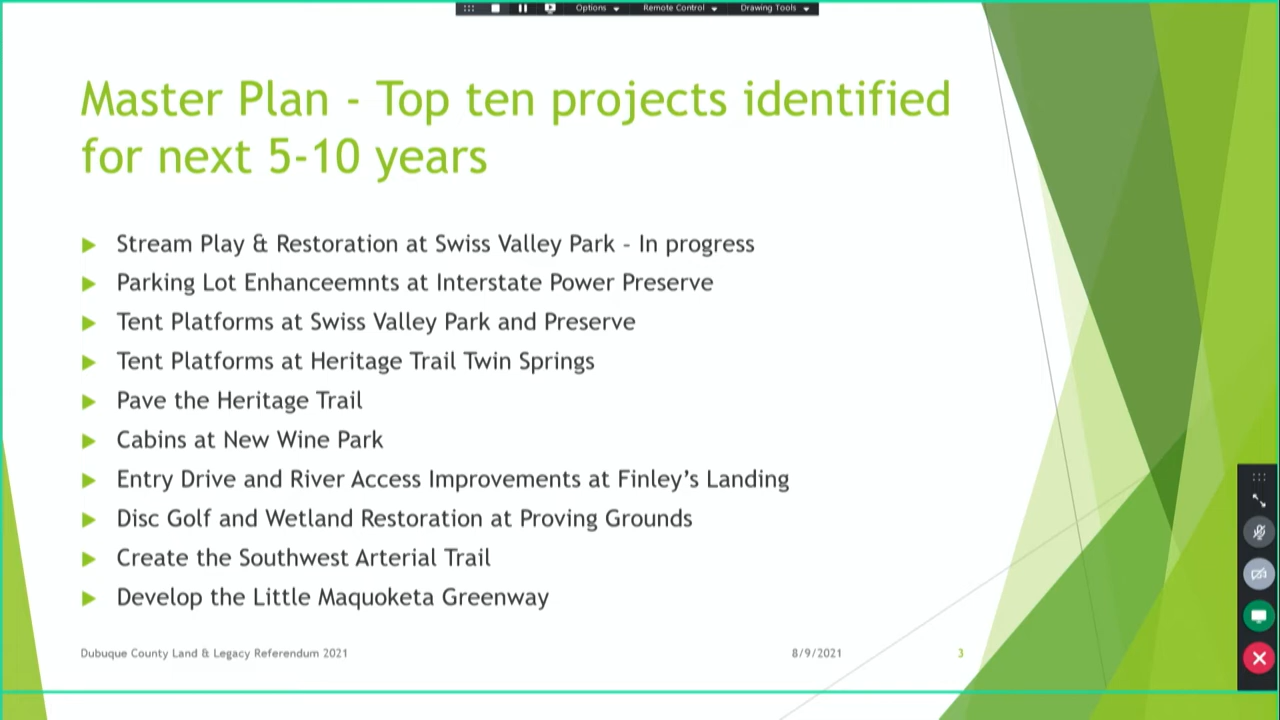 Options
Remote Control
Drawing Tools
Master Plan - Top ten projects identified
for next 5-10 years
Stream Play & Restoration at Swiss Valley Park - In progress
Parking Lot Enhanceemnts at Interstate Power Preserve
Tent Platforms at Swiss Valley Park and Preserve
Tent Platforms at Heritage Trail Twin Springs
Pave the Heritage Trail
Cabins at New Wine Park
Entry Drive and River Access Improvements at Finley’s Landing
Disc Golf and Wetland Restoration at Proving Grounds
Create the Southwest Arterial Trail
Develop the Little Maquoketa Greenway
Dubuque County Land & Legacy Referendum 2021
8/9/2021
3